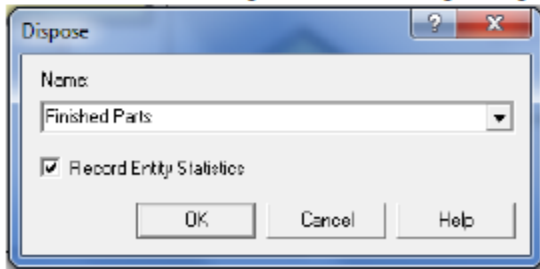 Dispose
? X
Name:
Finished Parts
Record Entity Statistics
OK Cancel Help